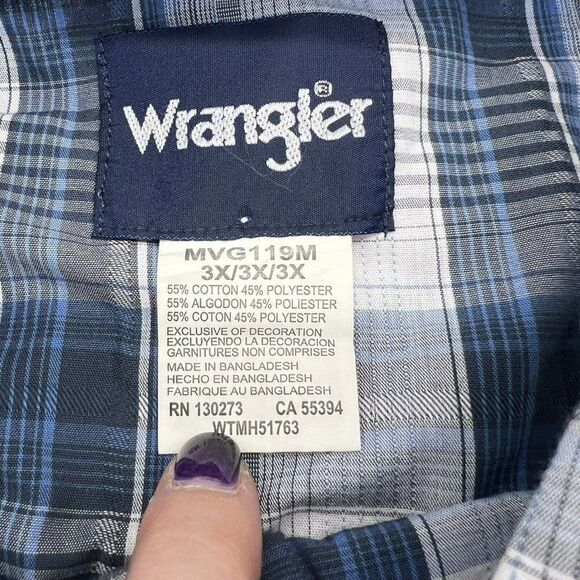 Wrangler®
MVG119M
3X/3X/3X
55% COTTON 45% POLYESTER
55% ALGODON 45% POLIESTER
55% COTON 45% POLYESTER
EXCLUSIVE OF DECORATION
EXCLUYENDO LA DECORACION
GARNITURES NON COMPRISES
MADE IN BANGLADESH
HECHO EN BANGLADESH
FABRIQUE AU BANGLADESH
RN 130273 CA 55394
WTMH51763